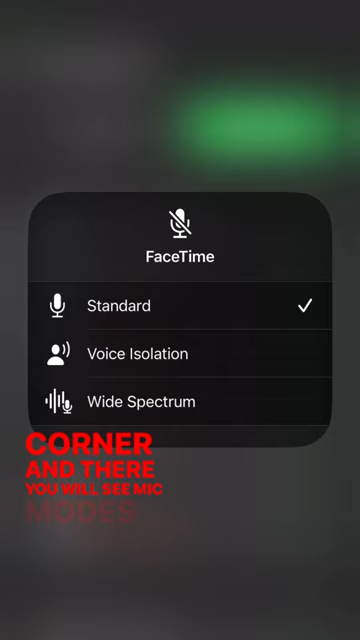 FaceTime
Standard
Voice Isolation
Wide Spectrum
CORNER
AND THERE
YOU WILL SEE MIC
MODES